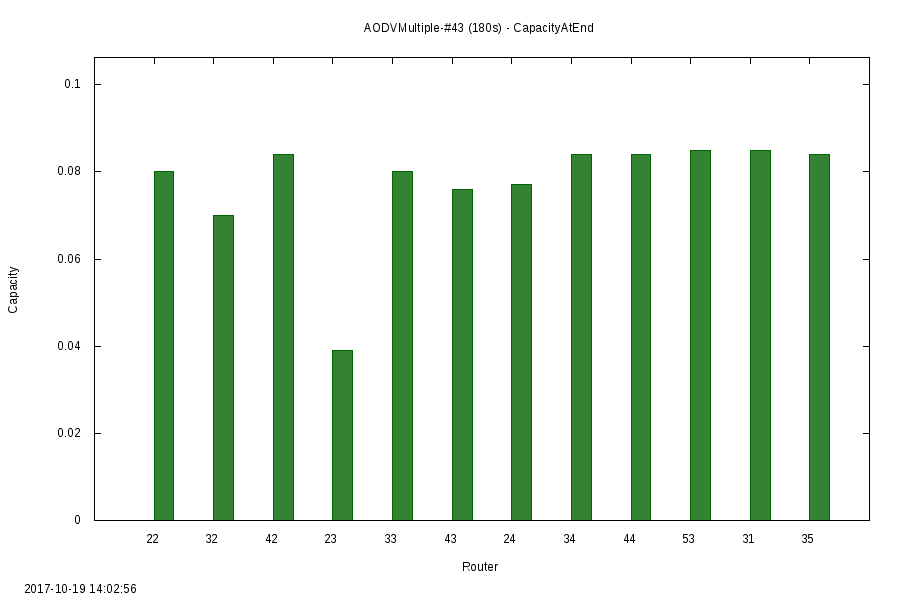 AODVMultiple-#43 (180s) - CapacityAtEnd
0.1
0.08
0.06
0.04
0.02
0
Capacity
22 32 42 23 33 43 24 34 44 53 31 35
Router
2017-10-19 14:02:56